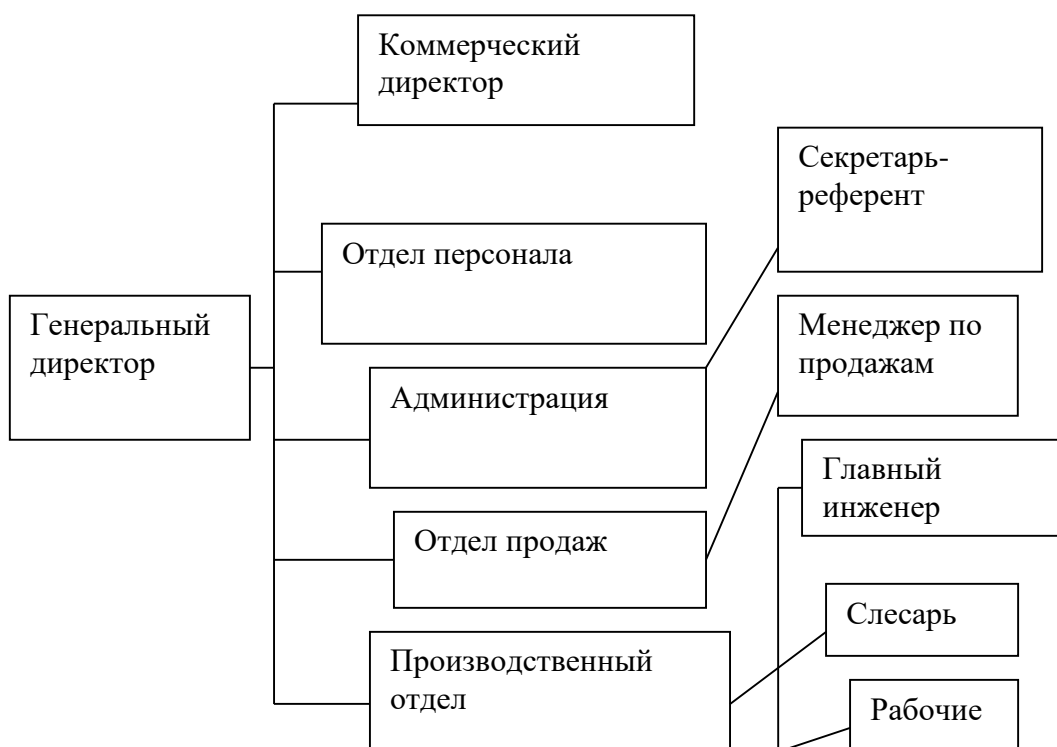 Коммерческий
директор
Секретарь-
референт
Отдел персонала
Генеральный
директор
Менеджер по
продажам
Администрация
Главный
инженер
Отдел продаж
Слесарь
Производственный
отдел
Рабочие